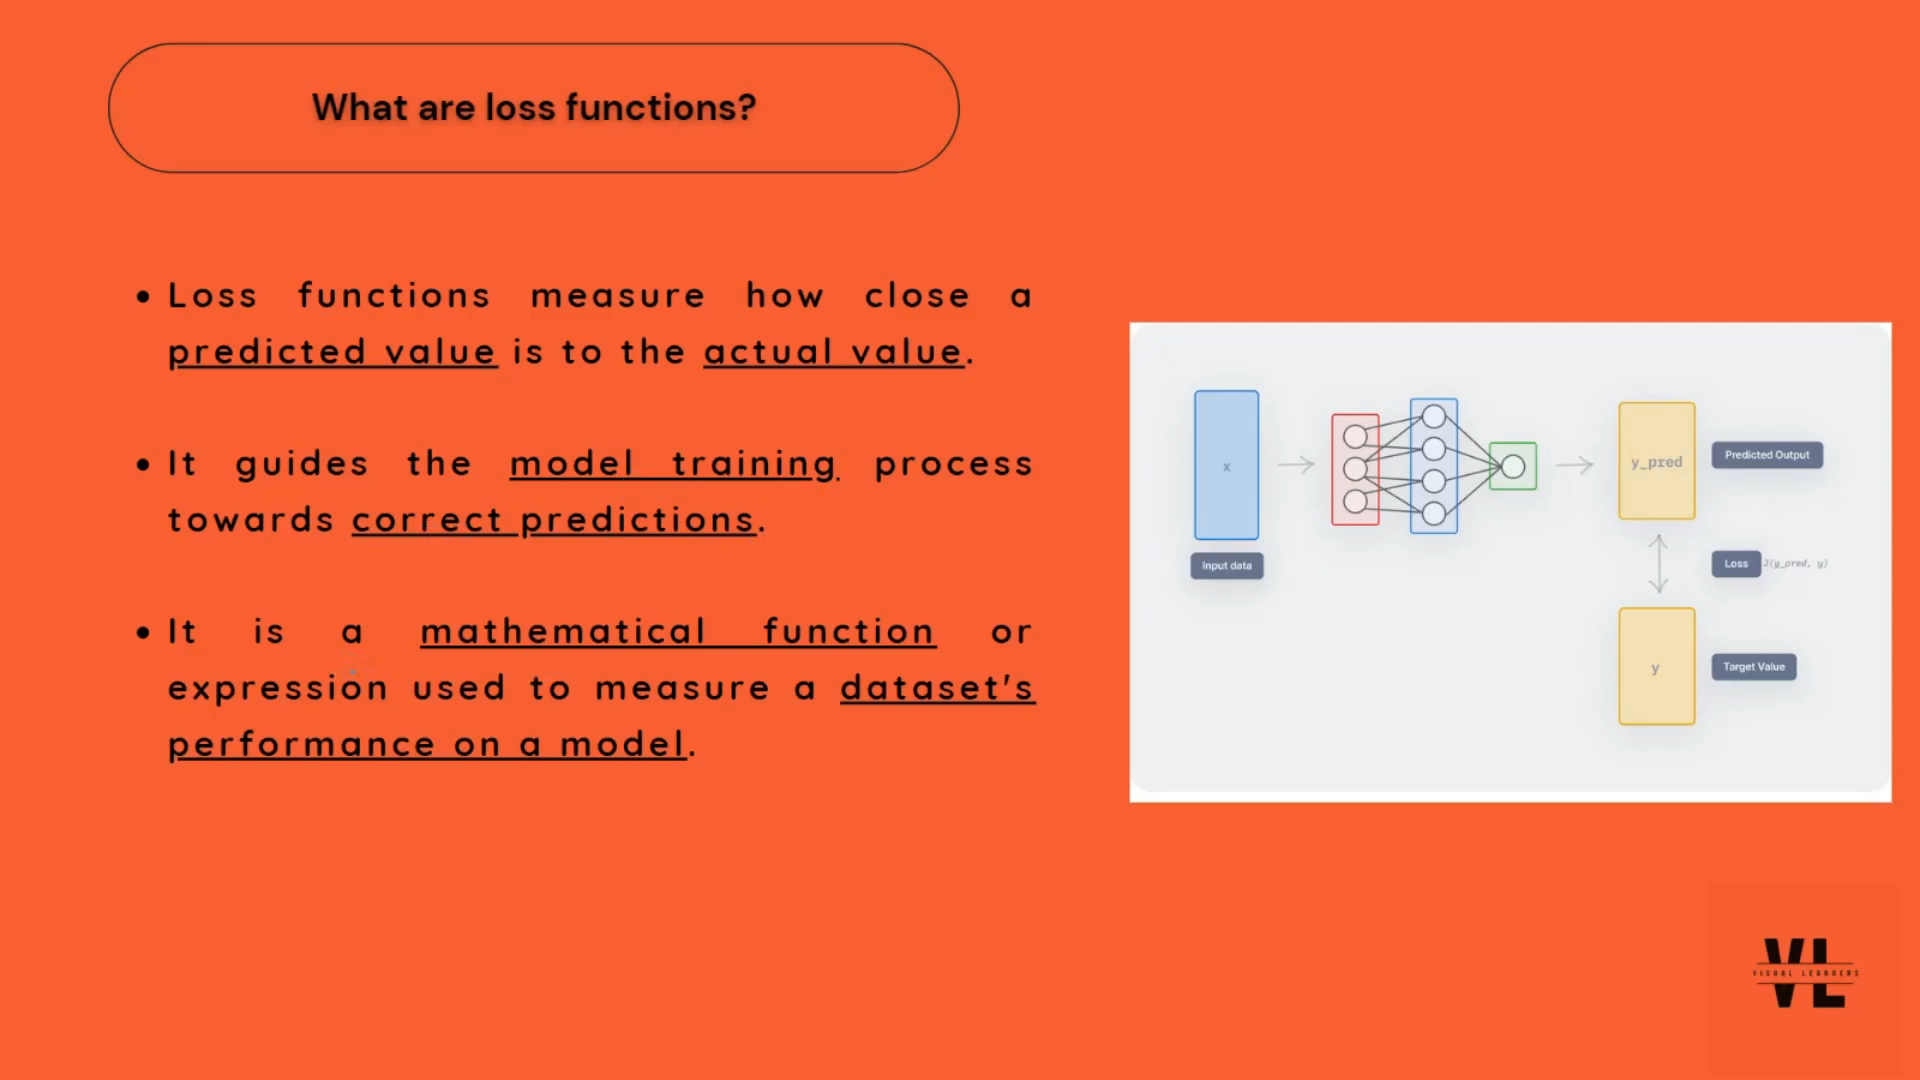 What are loss functions?
• Loss functions measure how close a
predicted value is to the actual value.
• It guides the model training process
towards correct predictions.
• It is a mathematical function or
expression used to measure a dataset's
performance on a model.
x
Input data
y_pred
Predicted Output
Loss J(y_pred, y)
y
Target Value
VL
VISUAL LEARNERS